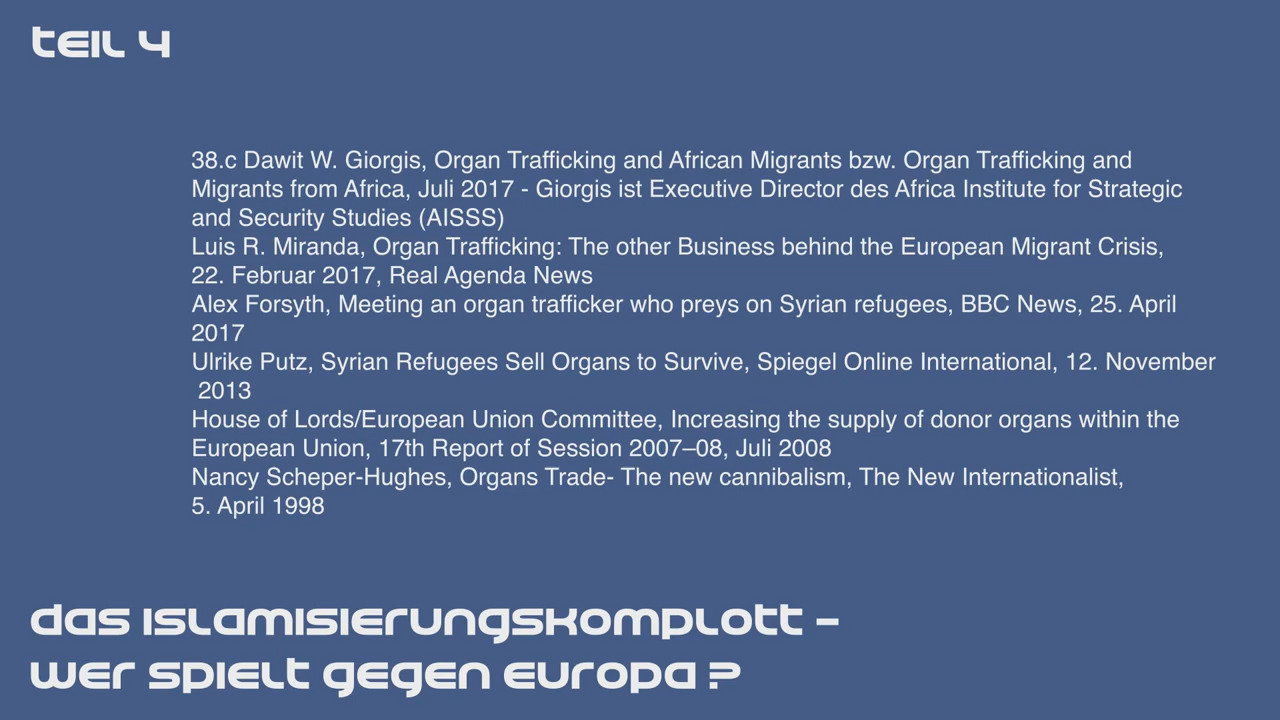 Teil 4
38.c Dawit W. Giorgis, Organ Trafficking and African Migrants bzw. Organ Trafficking and
Migrants from Africa, Juli 2017 - Giorgis ist Executive Director des Africa Institute for Strategic
and Security Studies (AISSS)
Luis R. Miranda, Organ Trafficking: The other Business behind the European Migrant Crisis,
22. Februar 2017, Real Agenda News
Alex Forsyth, Meeting an organ trafficker who preys on Syrian refugees, BBC News, 25. April
2017
Ulrike Putz, Syrian Refugees Sell Organs to Survive, Spiegel Online International, 12. November
2013
House of Lords/European Union Committee, Increasing the supply of donor organs within the
European Union, 17th Report of Session 2007–08, Juli 2008
Nancy Scheper-Hughes, Organs Trade- The new cannibalism, The New Internationalist,
5. April 1998
das Islamisierungskomplott –
wer spielt gegen Europa ?